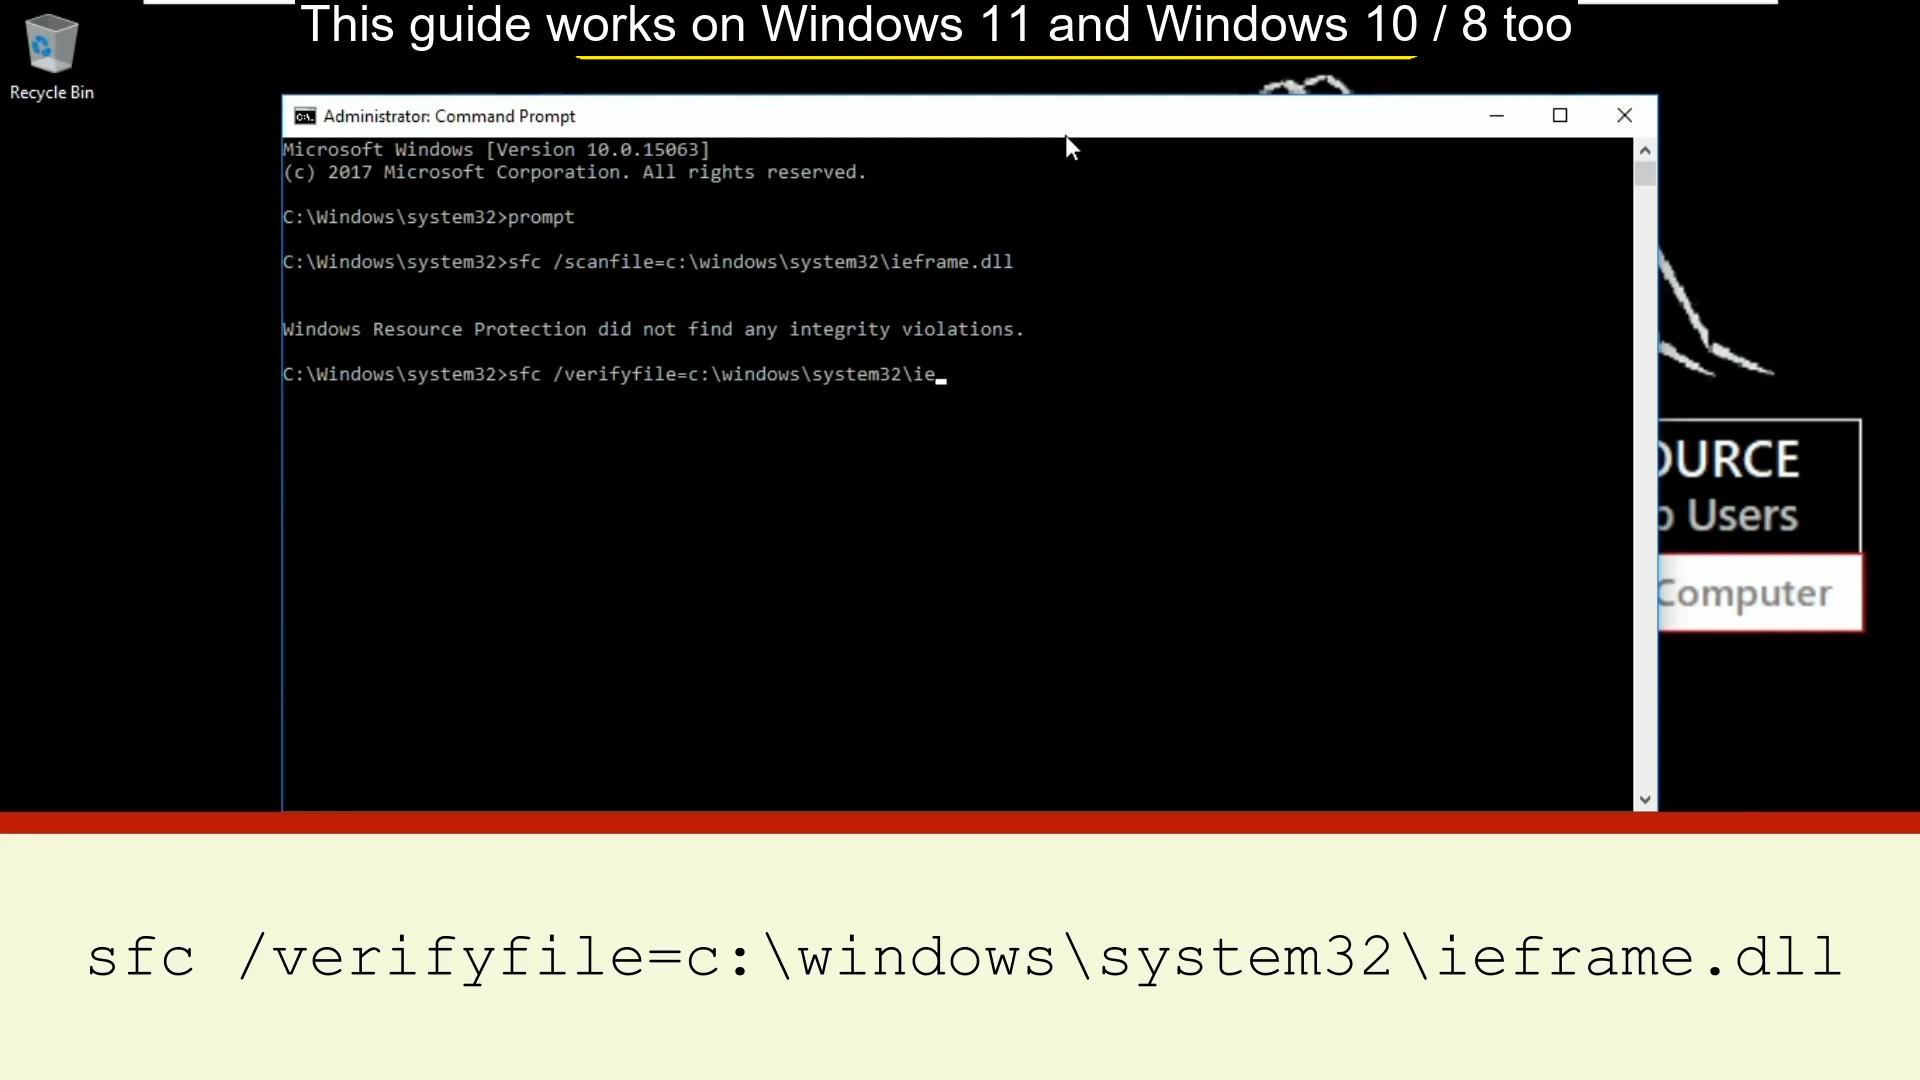 This guide works on Windows 11 and Windows 10 / 8 too
Recycle Bin
Administrator: Command Prompt
Microsoft Windows [Version 10.0.15063]
(c) 2017 Microsoft Corporation. All rights reserved.
C:\Windows\system32>prompt
C:\Windows\system32>sfc /scanfile=c:\windows\system32\ieframe.dll
Windows Resource Protection did not find any integrity violations.
C:\Windows\system32>sfc /verifyfile=c:\windows\system32\ie
Users
Computer
sfc /verifyfile=c:\windows\system32\ieframe.dll